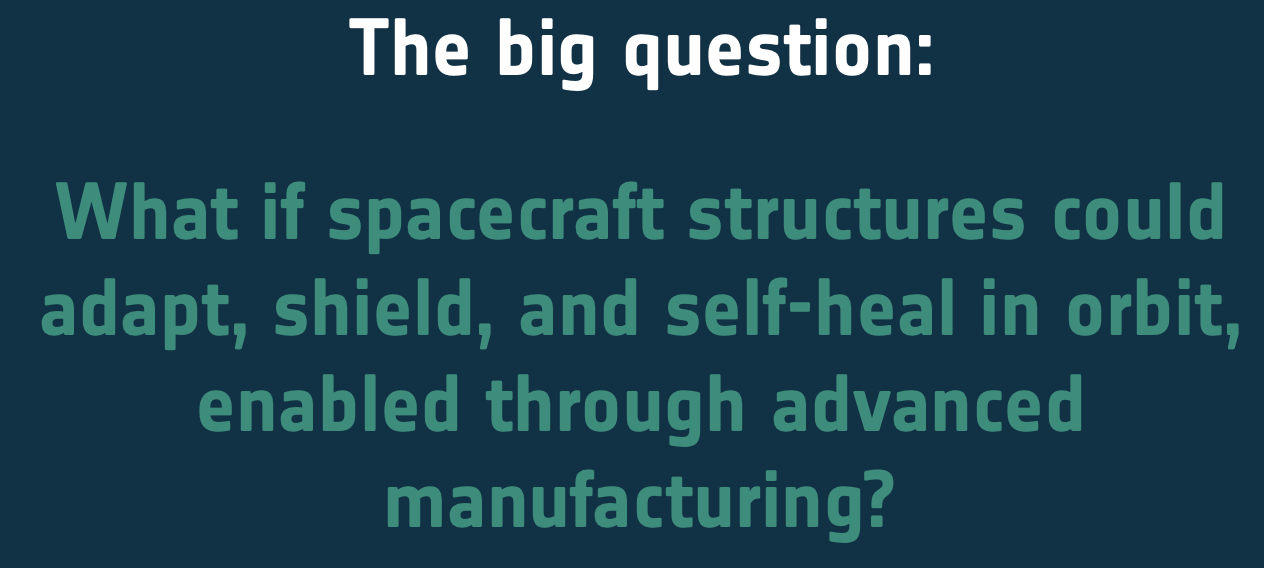 The big question:
What if spacecraft structures could
adapt, shield, and self-heal in orbit,
enabled through advanced
manufacturing?